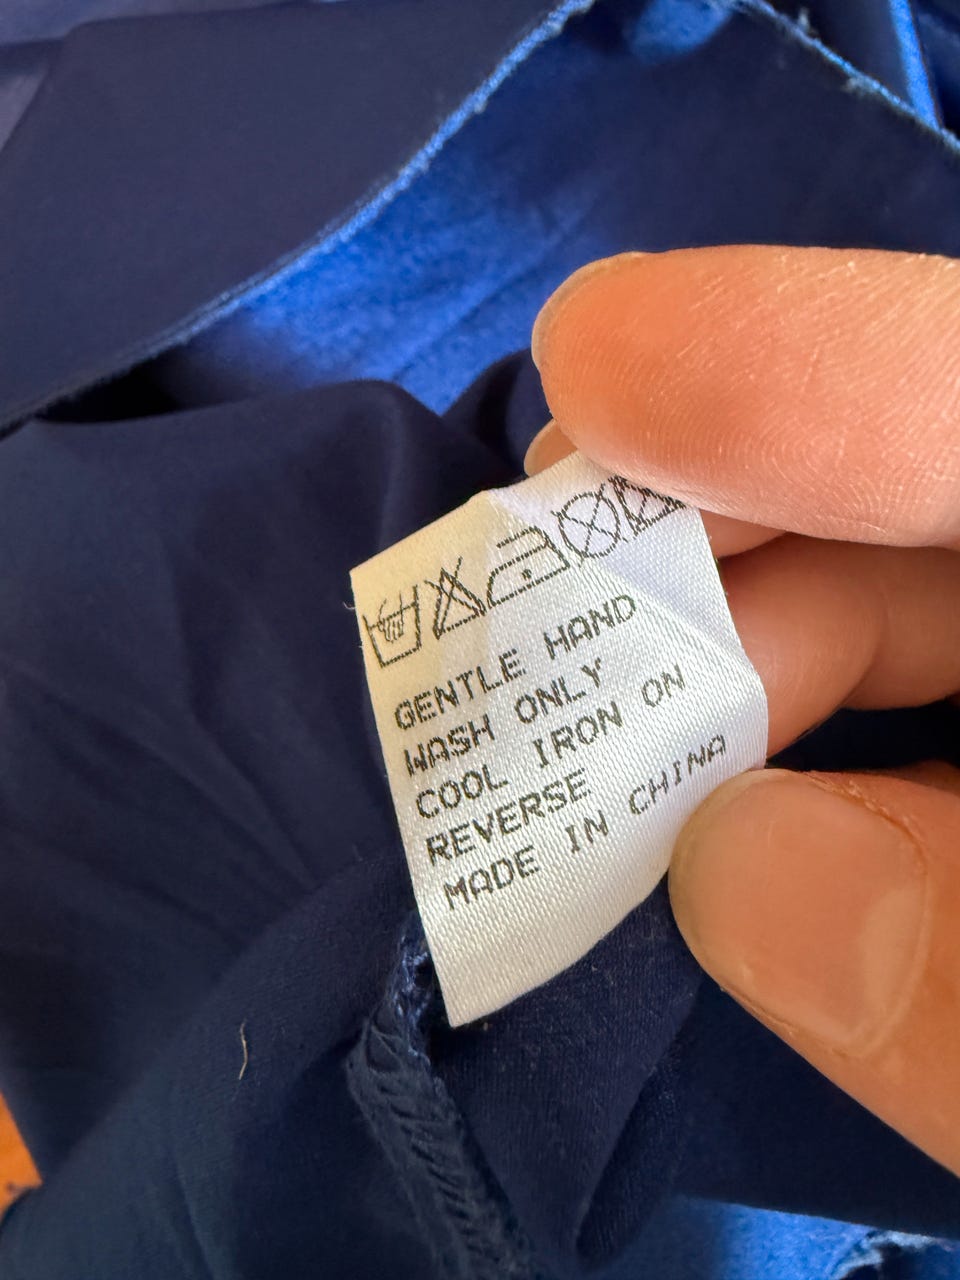 GENTLE HAND
WASH ONLY
COOL IRON ON
REVERSE
MADE IN CHINA